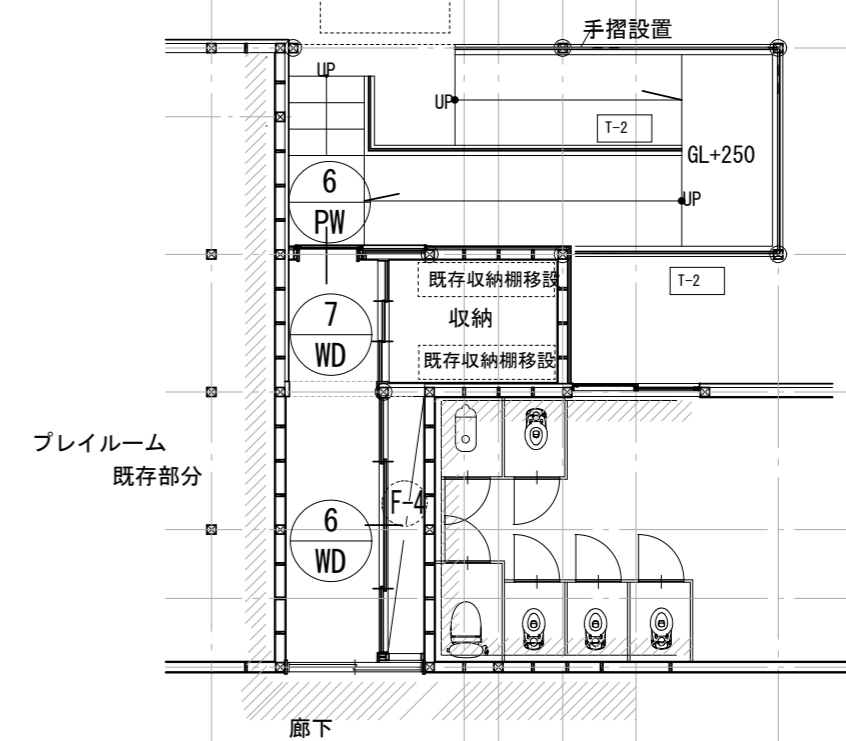 手摺設置
UP
UP
T-2
GL+250
6
PW
UP
既存収納棚移設
T-2
7
WD
収納
既存収納棚移設
プレイルーム
既存部分
F-4
6
WD
廊下